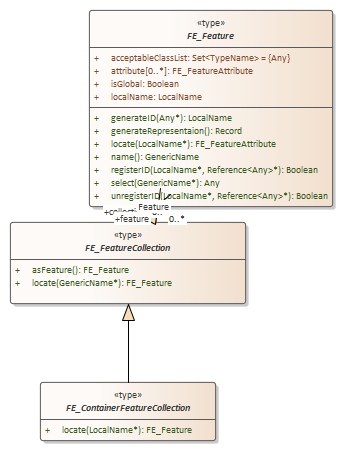 «type»
FE_Feature
+ acceptableClassList: Set<TypeName> = {Any}
+ attribute[0..*]: FE_FeatureAttribute
+ isGlobal: Boolean
+ localName: LocalName
+ generateID(Any*): LocalName
+ generateRepresentaion(): Record
+ locate(LocalName*): FE_FeatureAttribute
+ name(): GenericName
+ registerID(LocalName*, Reference<Any>*): Boolean
+ select(GenericName*): Any
+ unregisterID(LocalName*, Reference<Any>*): Boolean
Feature
+feature 0..*
«type»
FE_FeatureCollection
+ asFeature(): FE_Feature
+ locate(GenericName*): FE_Feature
«type»
FE_ContainerFeatureCollection
+ locate(LocalName*): FE_Feature